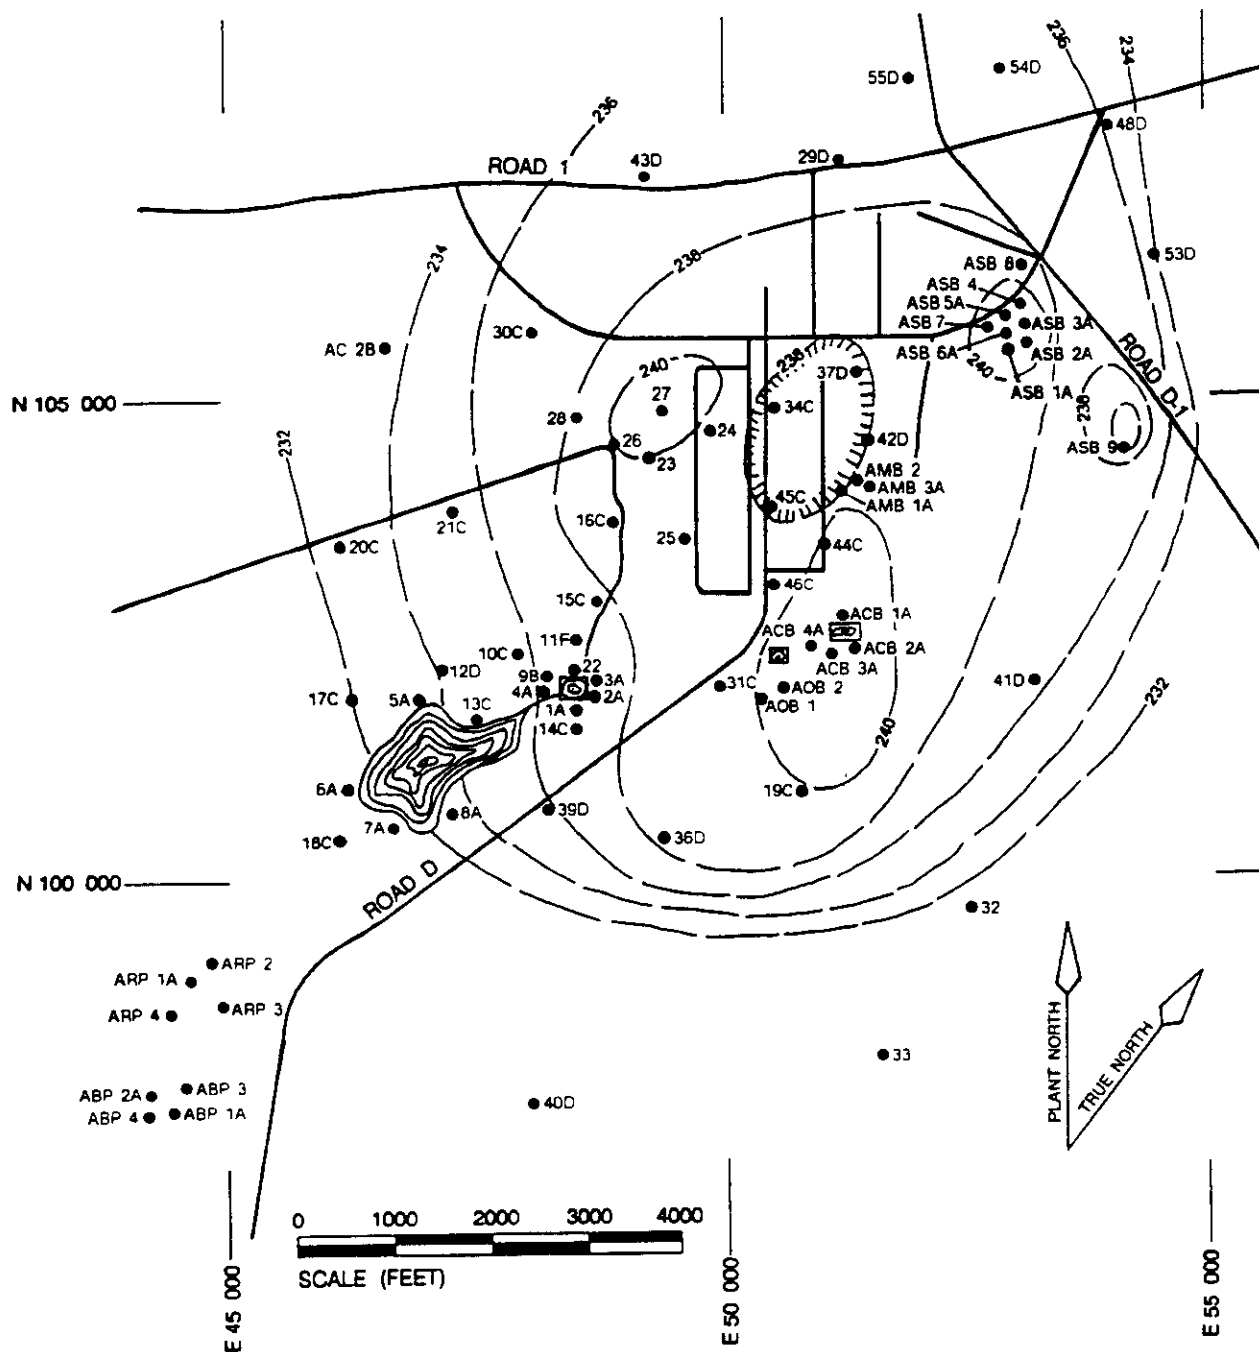 236
234
54D
55D
48D
236
ROAD 1
43D
29D
234
238
53D
ASB 8
ASB 4
ASB 5A
ASB 7
ASB 3A
ASB 6A
ASB 2A
ASB 1A
ROAD D-1
30C
AC 2B
240
238
37D
240
N 105 000
27
34C
28
24
26
23
42D
238
ASB 9
232
AMB 2
AMB 3A
AMB 1A
45C
21C
16C
25
20C
44C
46C
15C
ACB 1A
ACB 4A
ACB 2A
ACB 3A
11F
10C
22
12D
9B
3A
4A
2A
17C
5A
13C
1A
14C
31C
AOB 2
AOB 1
41D
232
240
6A
19C
8A
39D
7A
18C
36D
N 100 000
ROAD D
32
ARP 2
ARP 1A
ARP 3
ARP 4
33
PLANT NORTH
TRUE NORTH
ABP 3
ABP 2A
ABP 4
ABP 1A
40D
0 1000 2000 3000 4000
SCALE (FEET)
E 45 000
E 50 000
E 55 000